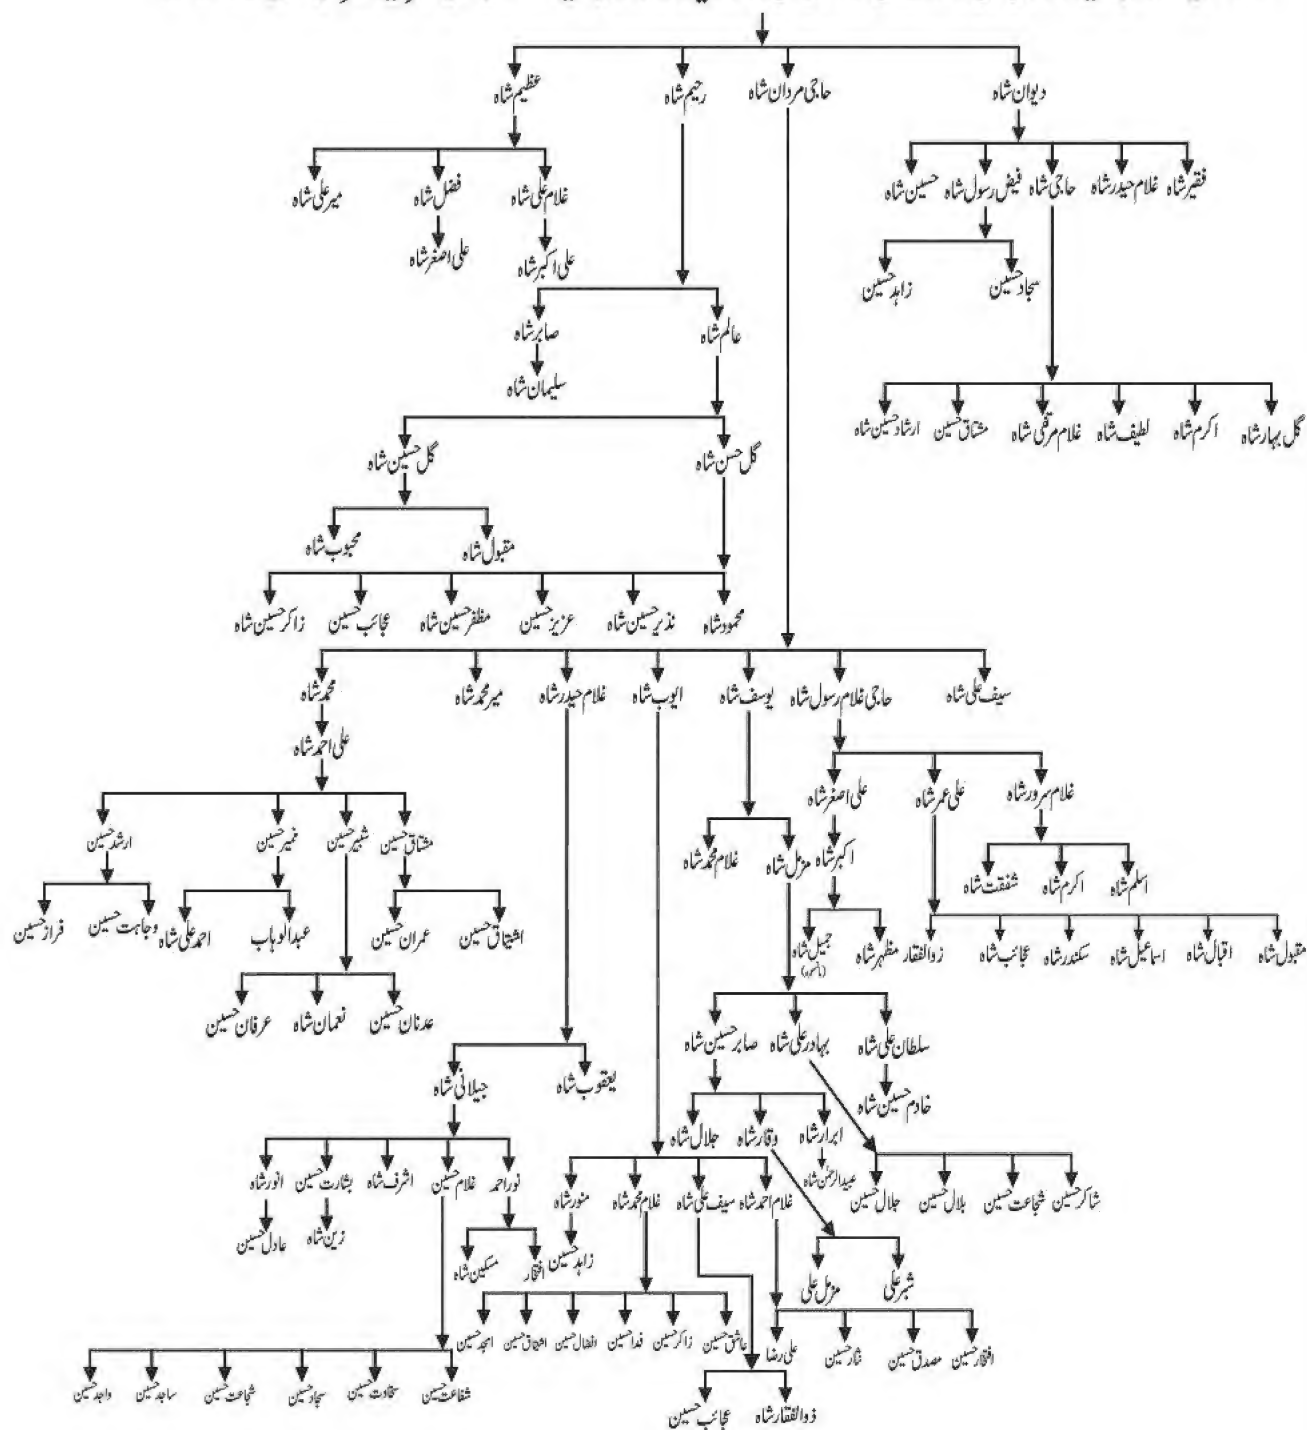 دیوان شاہ حاجی مردان شاہ رحیم شاہ عظیم شاہ
فقیر شاہ غلام حیدر شاہ حاجی شاہ فیض رسول شاہ حسین شاہ غلام علی شاہ فضل شاہ میر علی شاہ
علی اکبر شاہ علی اصغر شاہ
سجاد حسین زاہد حسین
عالم شاہ صابر شاہ
سلیمان شاہ
گل بہار شاہ اکرم شاہ لطیف شاہ غلام مرتضی شاہ مشتاق حسین ارشاد حسین شاہ
گل حسن شاہ گل حسین شاہ
مقبول شاہ محبوب شاہ
محمود شاہ نذیر حسین شاہ عزیز حسین مظفر حسین شاہ عجائب حسین زاکر حسین شاہ
سیف علی شاہ حاجی غلام رسول شاہ یوسف شاہ ایوب شاہ غلام حیدر شاہ میر محمد شاہ محمد شاہ
علی احمد شاہ
غلام سرور شاہ علی عمر شاہ علی اصغر شاہ
مشتاق حسین شبیر حسین ضمیر حسین ارشد حسین
اکبر شاہ مزمل شاہ غلام محمد شاہ
اسلم شاہ اکرم شاہ شفقت شاہ
اشتیاق حسین عمران حسین عبدالوہاب احمد علی شاہ وجاہت حسین فراز حسین
مقبول شاہ اقبال شاہ اسماعیل شاہ سکندر شاہ عجائب شاہ زوالفقار مظہر شاہ جمیل شاہ
عدنان حسین نعمان شاہ عرفان حسین
سلطان علی شاہ بہادر علی شاہ صابر حسین شاہ
یعقوب شاہ جیلانی شاہ
خادم حسین شاہ
ابرار شاہ وقار شاہ جلال شاہ
عبیدالرحمٰن شاہ
شاکر حسین شجاعت حسین بلال حسین جلال حسین
غلام احمد شاہ سیف علی شاہ غلام محمد شاہ منور شاہ نور احمد غلام حسین اشرف شاہ بشارت حسین انور شاہ
زین شاہ عادل حسین
زاہد حسین افتخار مسکین شاہ
شبر علی مزمل علی
عاشق حسین زاکر حسین فدا حسین افضال حسین اشتیاق حسین امجد حسین
افتخار حسین مصدق حسین نثار حسین علی رضا
شفاعت حسین سخاوت حسین سجاد حسین شجاعت حسین ساجد حسین واجد حسین
ذوالفقار شاہ عجائب حسین